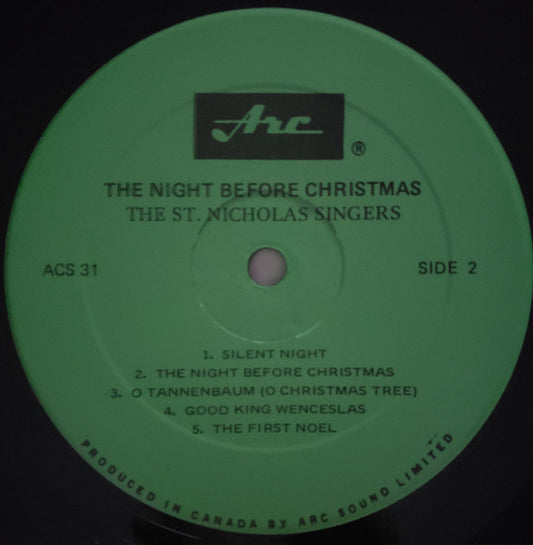 Arc
®
THE NIGHT BEFORE CHRISTMAS
THE ST. NICHOLAS SINGERS
ACS 31
SIDE 2
1. SILENT NIGHT
2. THE NIGHT BEFORE CHRISTMAS
3. O TANNENBAUM (O CHRISTMAS TREE)
4. GOOD KING WENCESLAS
5. THE FIRST NOEL
PRODUCED IN CANADA BY ARC SOUND LIMITED